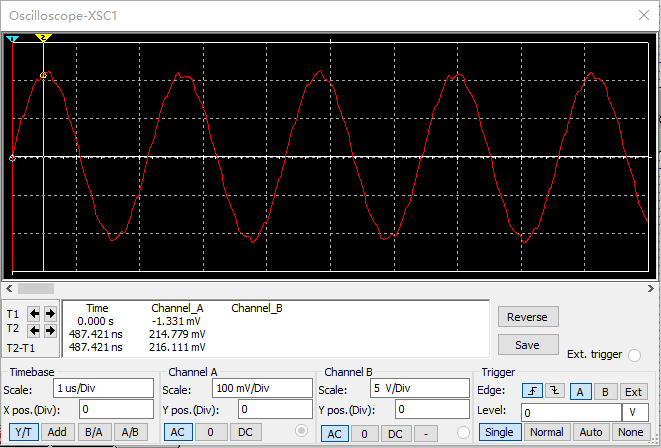 Oscilloscope-XSC1
1 2
T1
T2
T2-T1
Time Channel_A Channel_B
0.000 s -1.331 mV
487.421 ns 214.779 mV
487.421 ns 216.111 mV
Reverse
Save
Ext. trigger
Timebase
Scale: 1 us/Div
X pos.(Div): 0
Y/T Add B/A A/B
Channel A
Scale: 100 mV/Div
Y pos.(Div): 0
AC 0 DC
Channel B
Scale: 5 V/Div
Y pos.(Div): 0
AC 0 DC -
Trigger
Edge: A B Ext
Level: 0 V
Single Normal Auto None